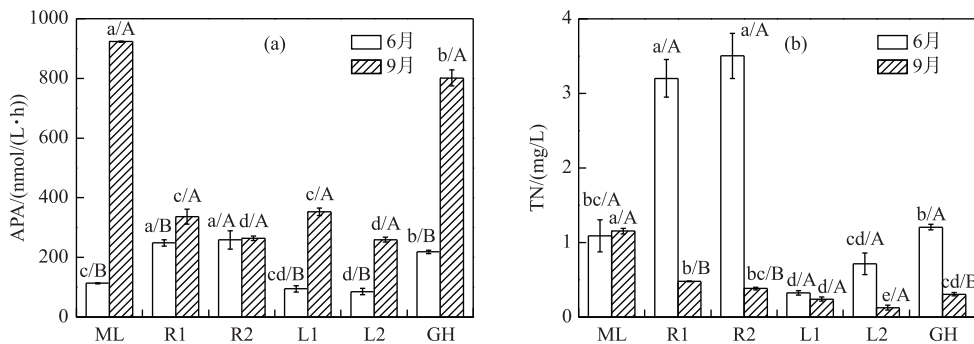 1000
800
600
400
200
0
APA/(nmol/(L·h))
(a)
6月
9月
a/A
b/A
c/B
a/B
c/A
a/A
d/A
cd/B
c/A
d/B
d/A
b/B
ML R1 R2 L1 L2 GH
4
3
2
1
0
TN/(mg/L)
(b)
6月
9月
a/A
a/A
bc/A
a/A
b/B
bc/B
d/A
d/A
cd/A
e/A
b/A
cd/B
ML R1 R2 L1 L2 GH